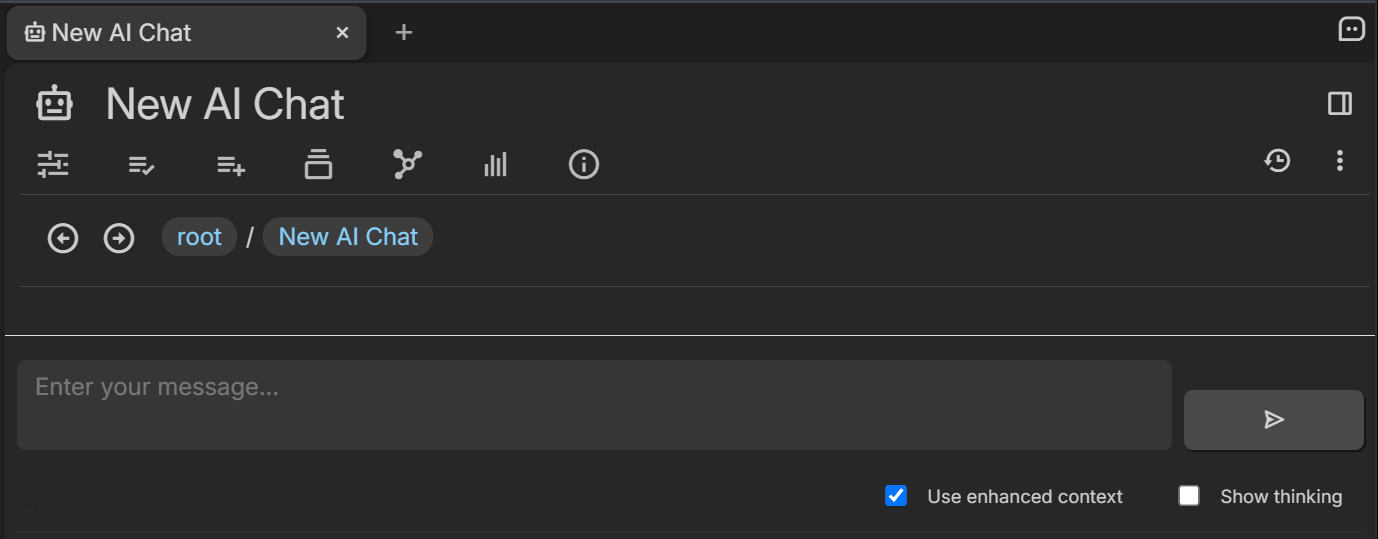 New AI Chat
New AI Chat
root / New AI Chat
Enter your message...
Use enhanced context Show thinking